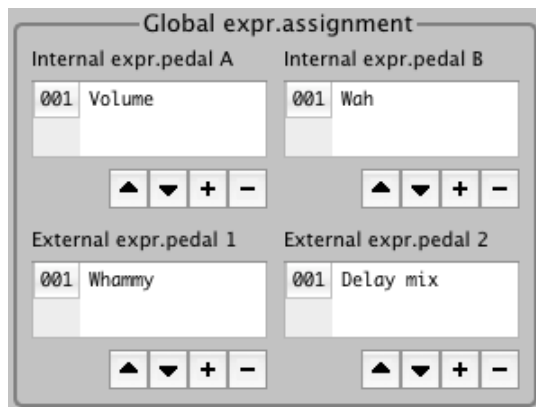 Global expr.assignment
Internal expr.pedal A
Internal expr.pedal B
001 Volume
001 Wah
+ -
+ -
External expr.pedal 1
External expr.pedal 2
001 Whammy
001 Delay mix
+ -
+ -